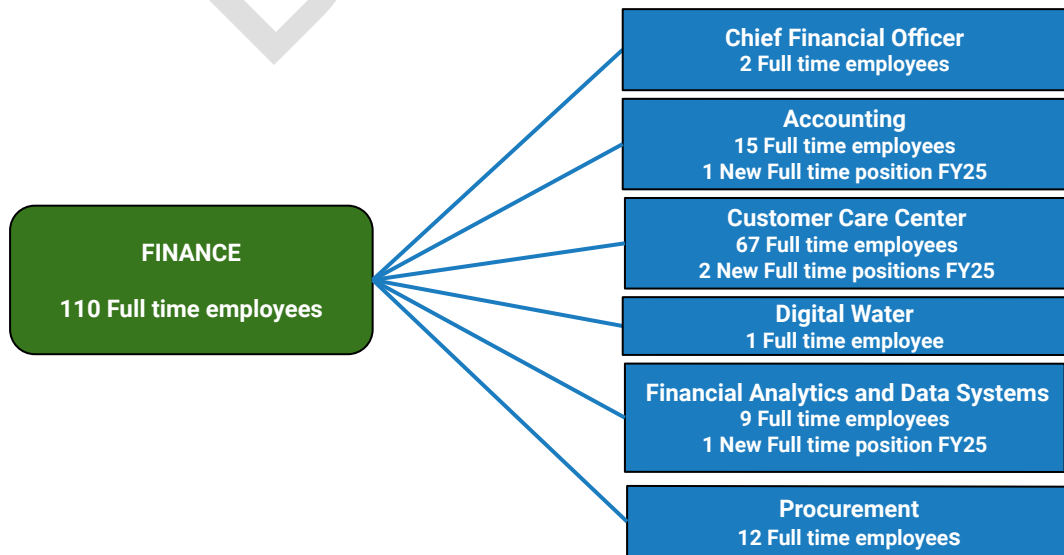 FINANCE
110 Full time employees
Chief Financial Officer
2 Full time employees
Accounting
15 Full time employees
1 New Full time position FY25
Customer Care Center
67 Full time employees
2 New Full time positions FY25
Digital Water
1 Full time employee
Financial Analytics and Data Systems
9 Full time employees
1 New Full time position FY25
Procurement
12 Full time employees